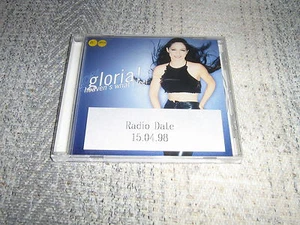 gloria!
heaven's what
Radio Date
15.04.98